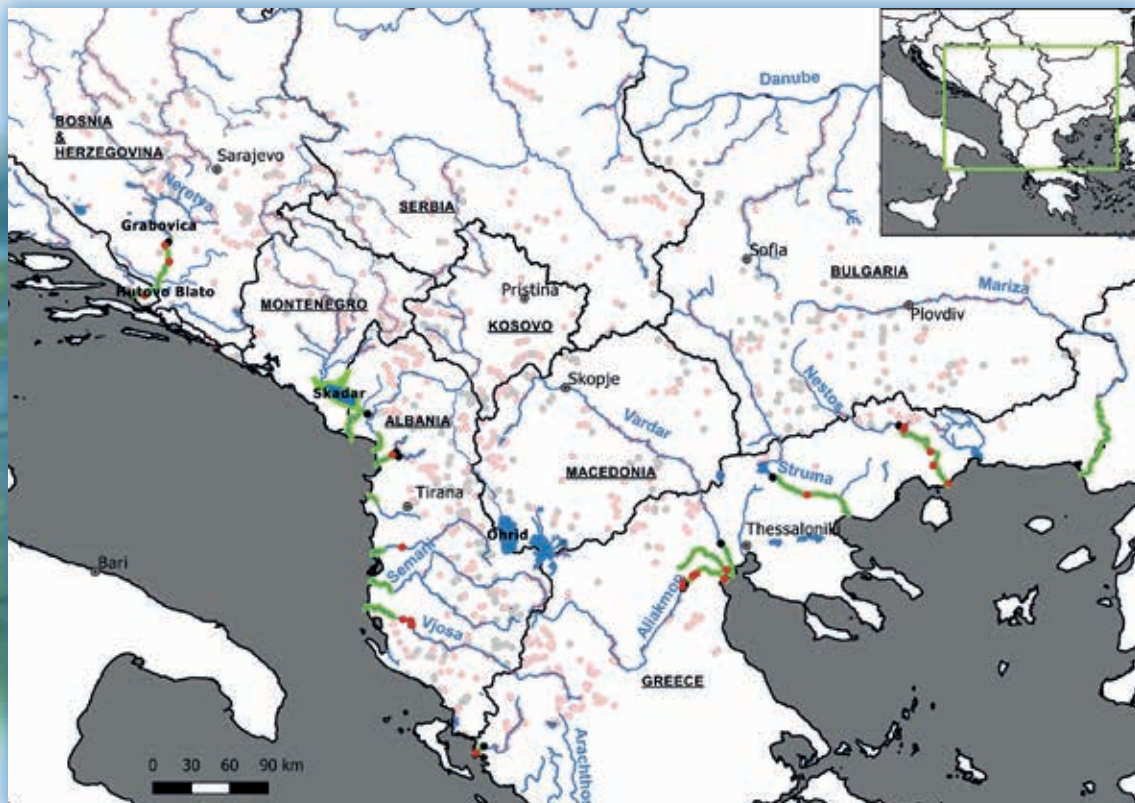 Danube
BOSNIA
&
HERZEGOVINA
Sarajevo
Neretva
SERBIA
Grabovica
Sofia
BULGARIA
Hutovo Blato
MONTENEGRO
Pristina
KOSOVO
Mariza
Plovdiv
Skadar
Skopje
Nestos
ALBANIA
Vardar
MACEDONIA
Struma
Tirana
Ohrid
Thessaloniki
Bari
Semani
Aliakmon
Vjosa
GREECE
Arachthos
0 30 60 90 km